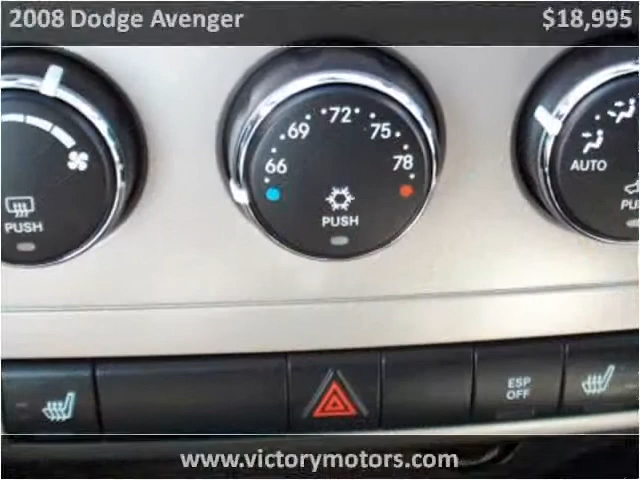 2008 Dodge Avenger $18,995
72
69 75
66 78
AUTO
PUSH PUSH
ESP
OFF
www.victorymotors.com